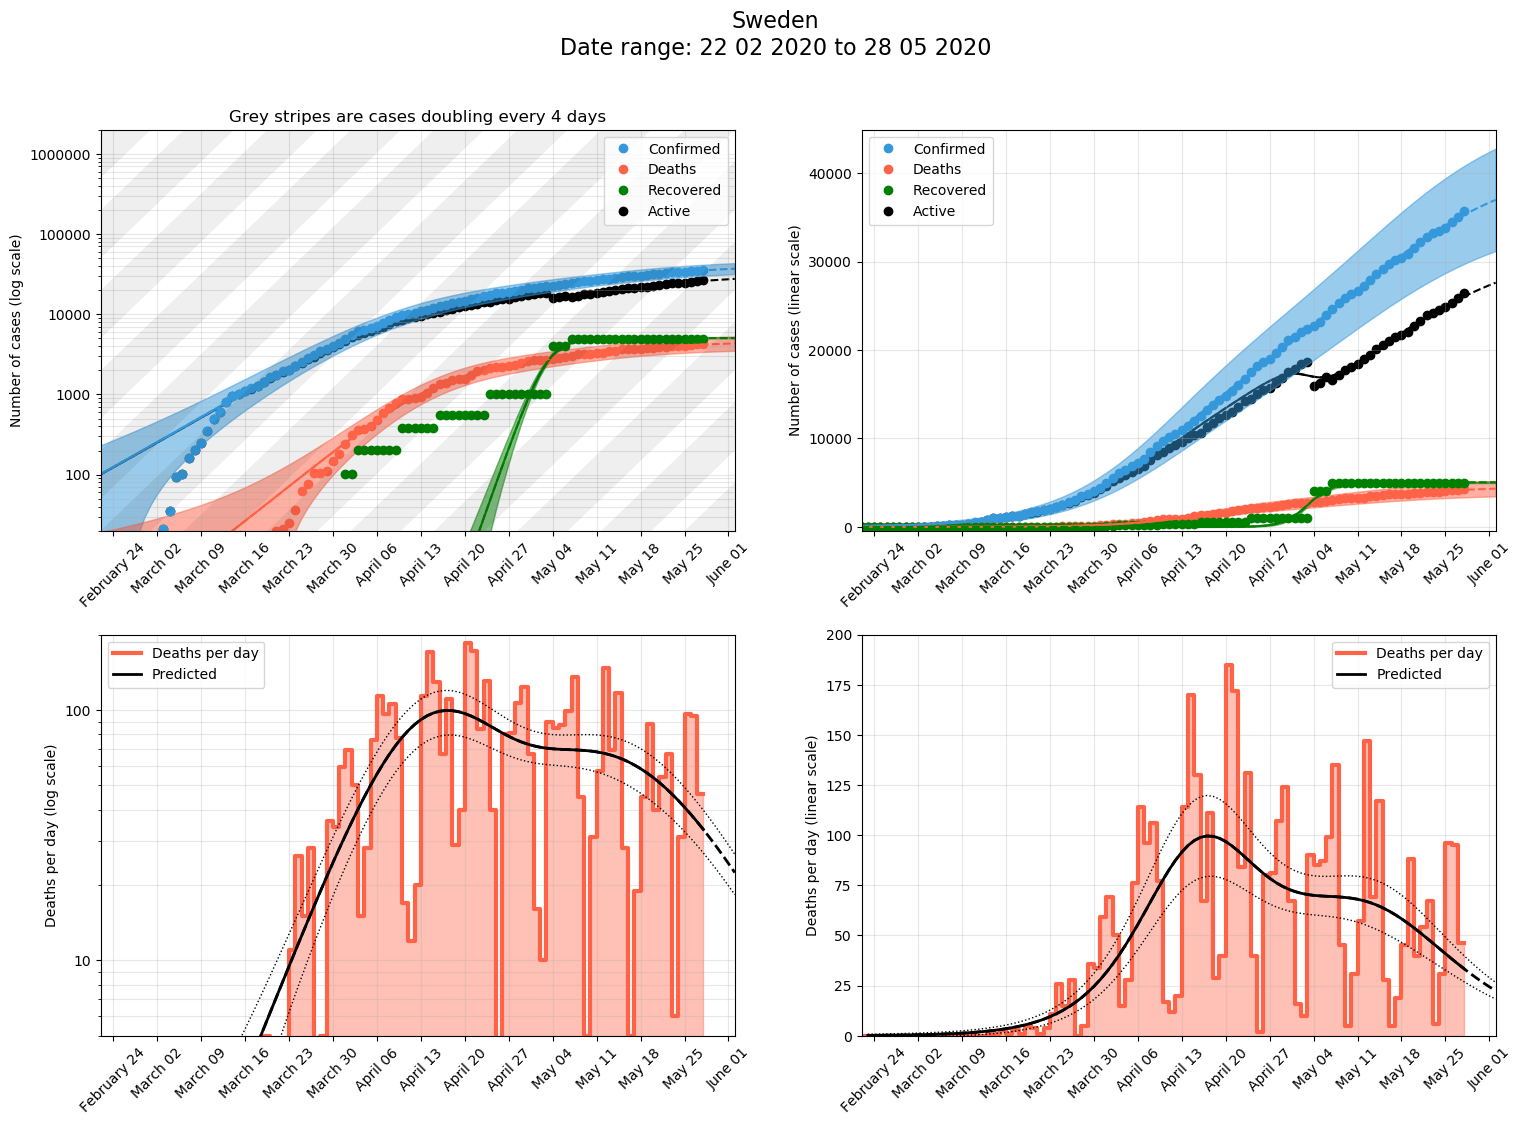 Sweden
Date range: 22 02 2020 to 28 05 2020
Grey stripes are cases doubling every 4 days
Number of cases (log scale)
1000000
100000
10000
1000
100
Confirmed
Deaths
Recovered
Active
February 24
March 02
March 09
March 16
March 23
March 30
April 06
April 13
April 20
April 27
May 04
May 11
May 18
May 25
June 01
Number of cases (linear scale)
40000
30000
20000
10000
0
Confirmed
Deaths
Recovered
Active
February 24
March 02
March 09
March 16
March 23
March 30
April 06
April 13
April 20
April 27
May 04
May 11
May 18
May 25
June 01
Deaths per day (log scale)
100
10
Deaths per day
Predicted
February 24
March 02
March 09
March 16
March 23
March 30
April 06
April 13
April 20
April 27
May 04
May 11
May 18
May 25
June 01
Deaths per day (linear scale)
200
175
150
125
100
75
50
25
0
Deaths per day
Predicted
February 24
March 02
March 09
March 16
March 23
March 30
April 06
April 13
April 20
April 27
May 04
May 11
May 18
May 25
June 01